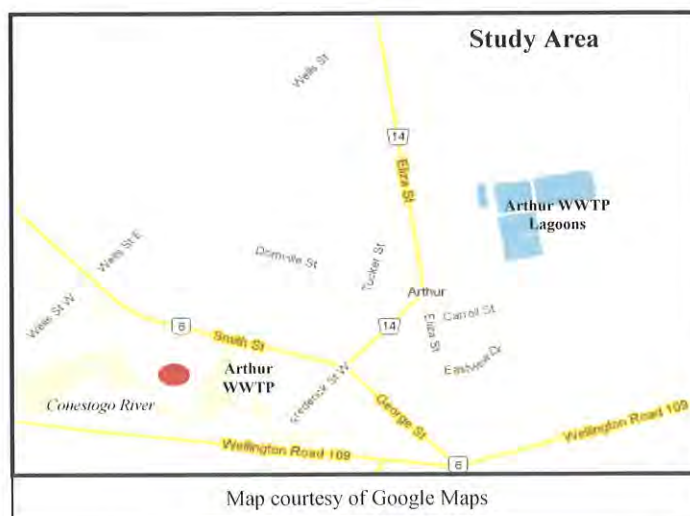 Study Area
Wells St
14
Eliza St
Arthur WWTP
Lagoons
Wells St E
Domville St
Tucker St
Arthur
Wells St W
6
Smith St
14
Eliza St
Carroll St
Eastwell Dr
Arthur
WWTP
Frederick St W
Conestogo River
George St
Wellington Road 109
Wellington Road 109
6
Map courtesy of Google Maps